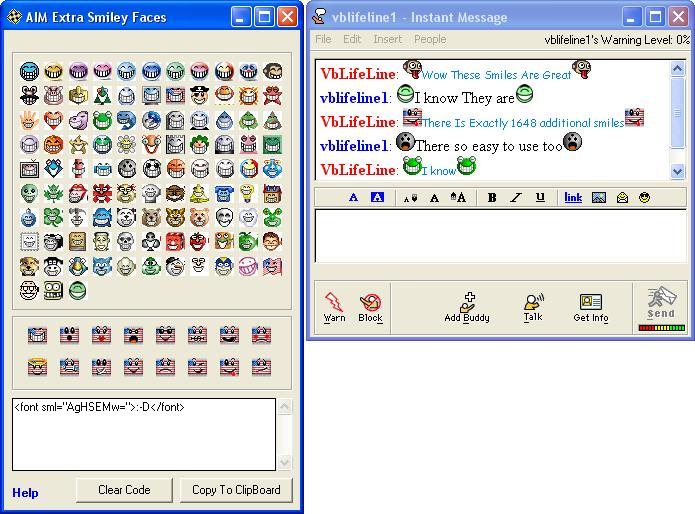 AIM Extra Smiley Faces
<font sml="AgHSEMw=">:-D</font>
Help
Clear Code
Copy To ClipBoard
vblifeline1 - Instant Message
File Edit Insert People
vblifeline1's Warning Level: 0%
VbLifeLine: Wow These Smiles Are Great
vblifeline1: I know They are
VbLifeLine: There Is Exactly 1648 additional smiles
vblifeline1: There so easy to use too
VbLifeLine: I know
A A A A A B I U link
Warn Block Add Buddy Talk Get Info Send